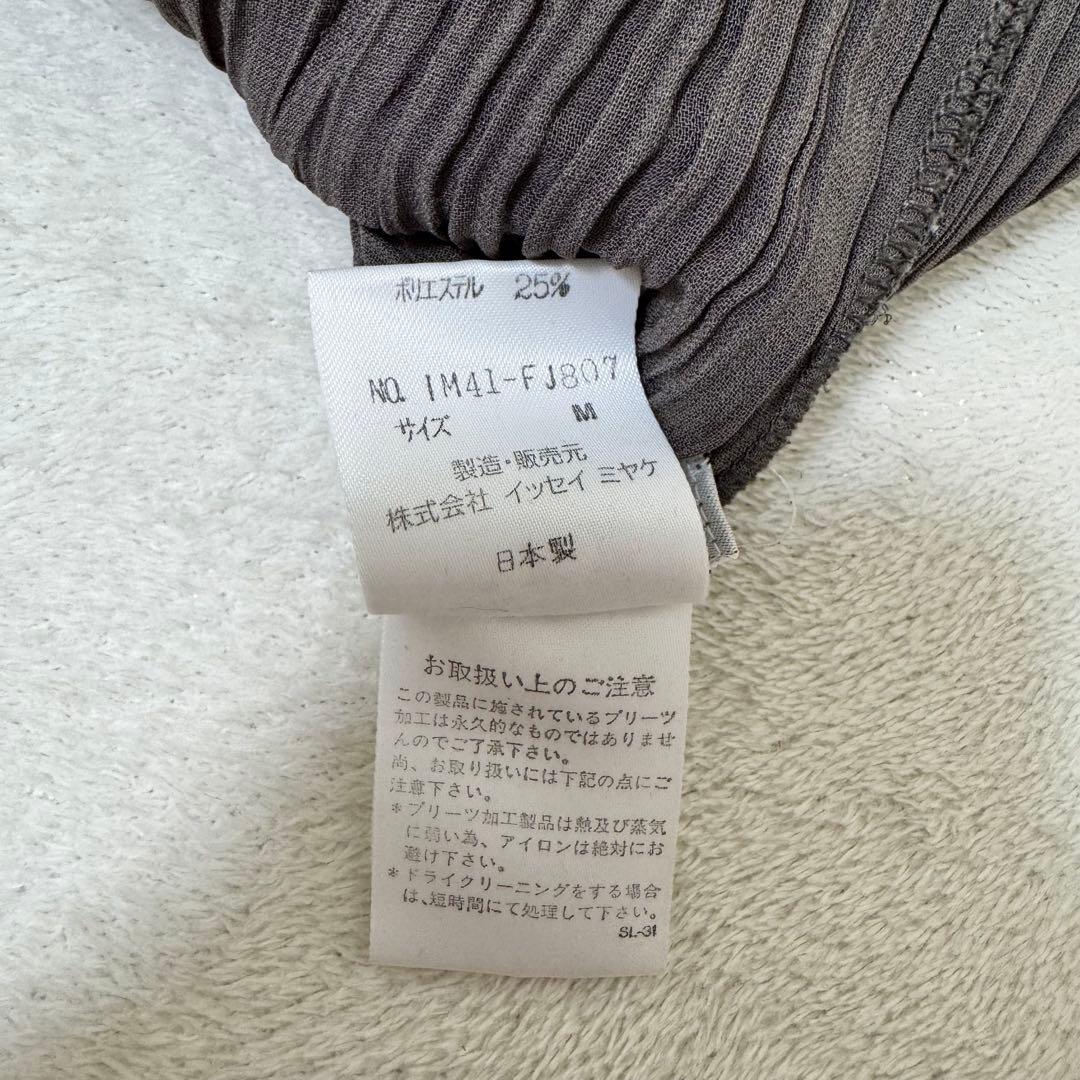 ポリエステル 25%
NO. IM41-FJ807
サイズ M
製造・販売元
株式会社 イッセイ ミヤケ
日本製
お取扱い上のご注意
この製品に施されているプリーツ
加工は永久的なものではありませ
んのでご了承下さい。
尚、お取り扱いには下記の点にご
注意下さい。
*プリーツ加工製品は熱及び蒸気
に弱い為、アイロンは絶対にお
避け下さい。
*ドライクリーニングをする場合
は、短時間にて処理して下さい。
SL-31